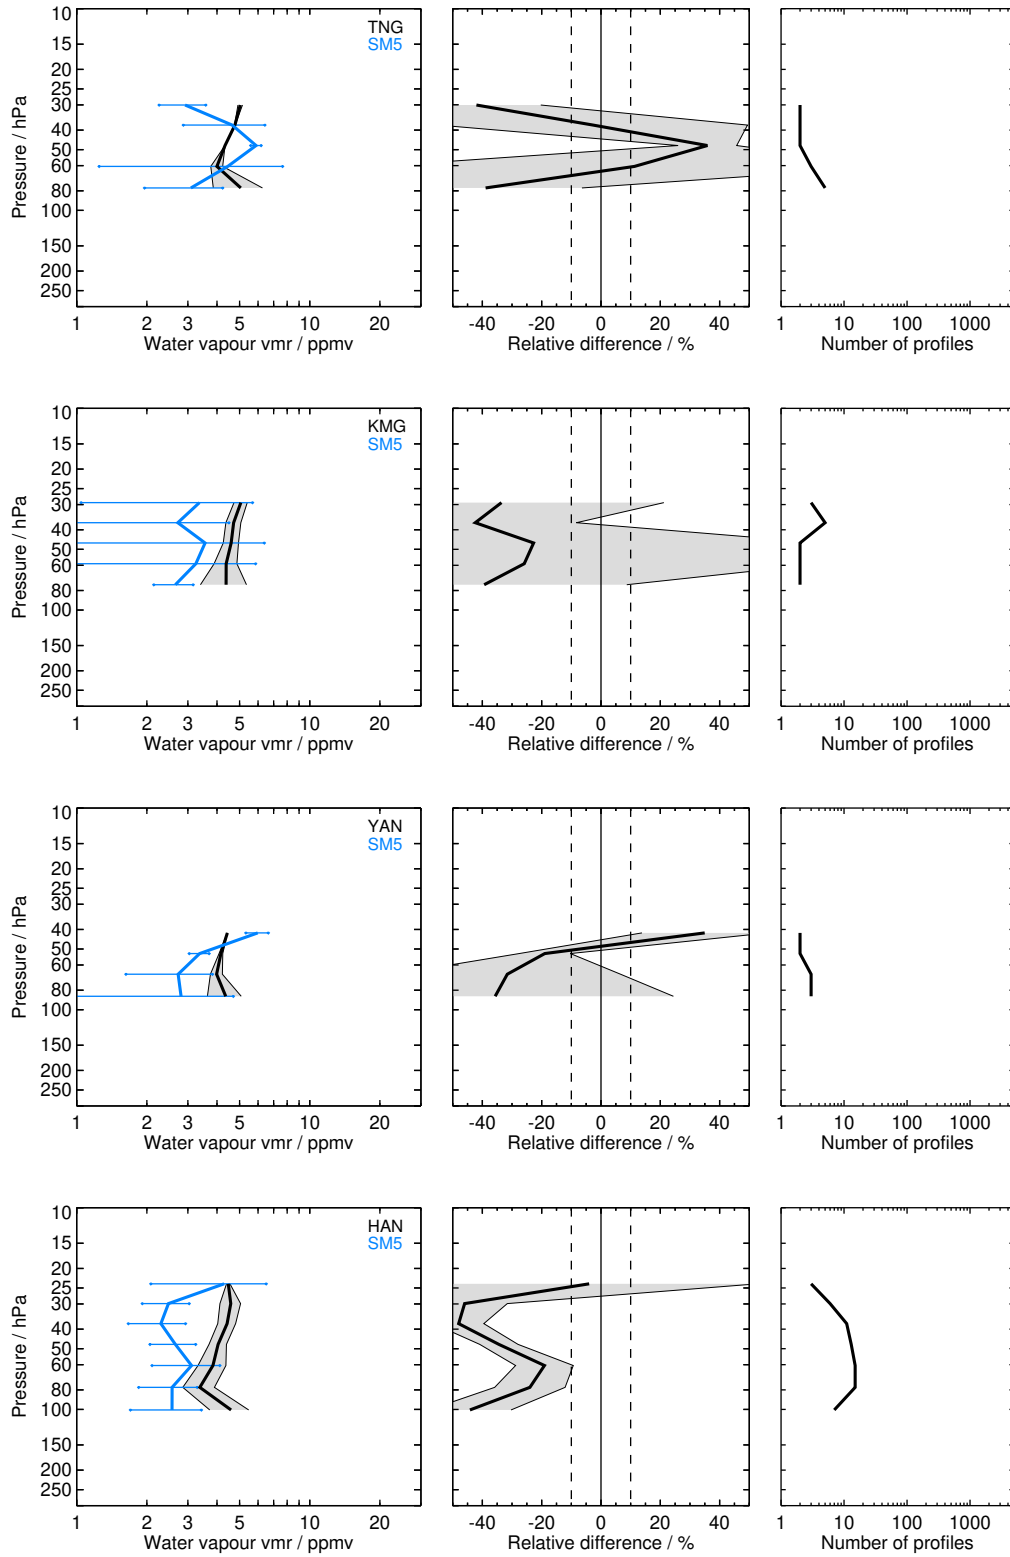 TNG
SM5
10
15
20
25
30
40
50
60
80
100
150
200
250
Pressure / hPa
1 2 3 5 10 20
Water vapour vmr / ppmv
-40 -20 0 20 40
Relative difference / %
1 10 100 1000
Number of profiles
KMG
SM5
10
15
20
25
30
40
50
60
80
100
150
200
250
Pressure / hPa
1 2 3 5 10 20
Water vapour vmr / ppmv
-40 -20 0 20 40
Relative difference / %
1 10 100 1000
Number of profiles
YAN
SM5
10
15
20
25
30
40
50
60
80
100
150
200
250
Pressure / hPa
1 2 3 5 10 20
Water vapour vmr / ppmv
-40 -20 0 20 40
Relative difference / %
1 10 100 1000
Number of profiles
HAN
SM5
10
15
20
25
30
40
50
60
80
100
150
200
250
Pressure / hPa
1 2 3 5 10 20
Water vapour vmr / ppmv
-40 -20 0 20 40
Relative difference / %
1 10 100 1000
Number of profiles